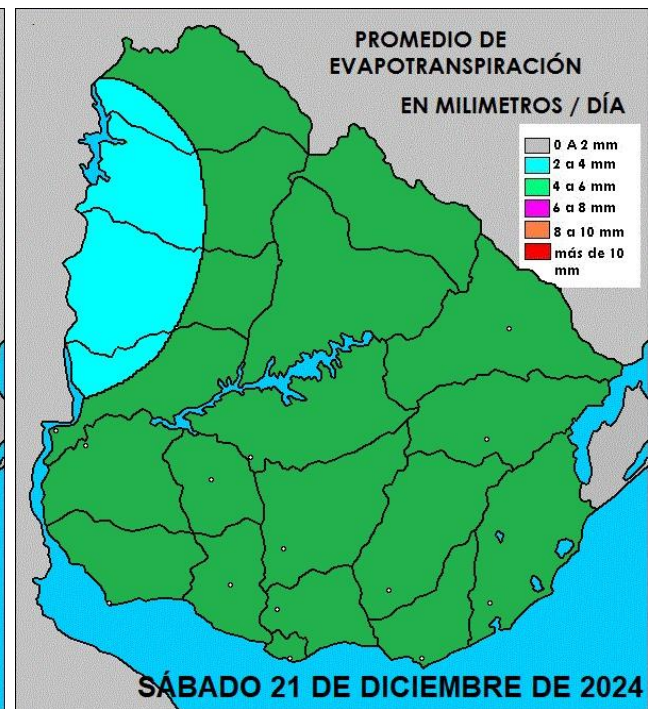 PROMEDIO DE
EVAPOTRANSPIRACIÓN
EN MILIMETROS / DÍA
0 A 2 mm
2 a 4 mm
4 a 6 mm
6 a 8 mm
8 a 10 mm
más de 10
mm
SÁBADO 21 DE DICIEMBRE DE 2024